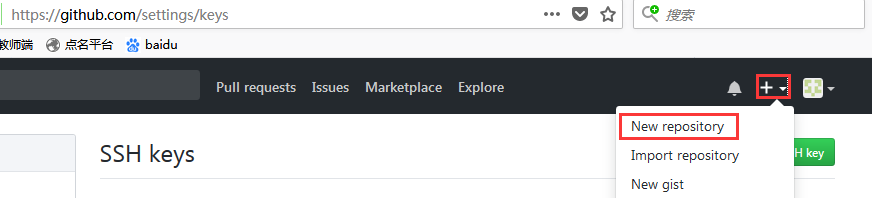 https://github.com/settings/keys
搜索
教师端 点名平台 baidu
Pull requests Issues Marketplace Explore
New repository
SSH keys
Import repository
H key
New gist